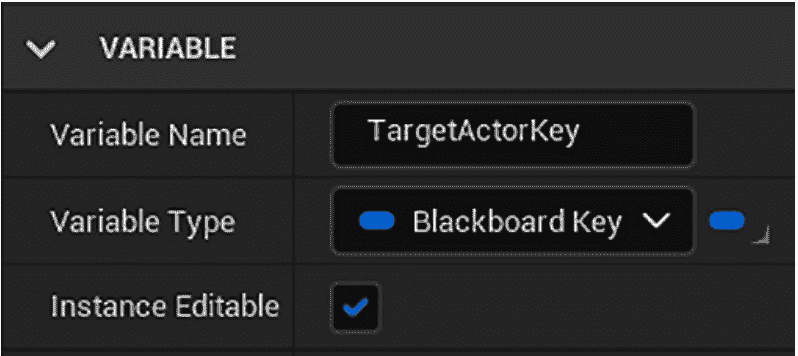 VARIABLE
Variable Name TargetActorKey
Variable Type Blackboard Key
Instance Editable